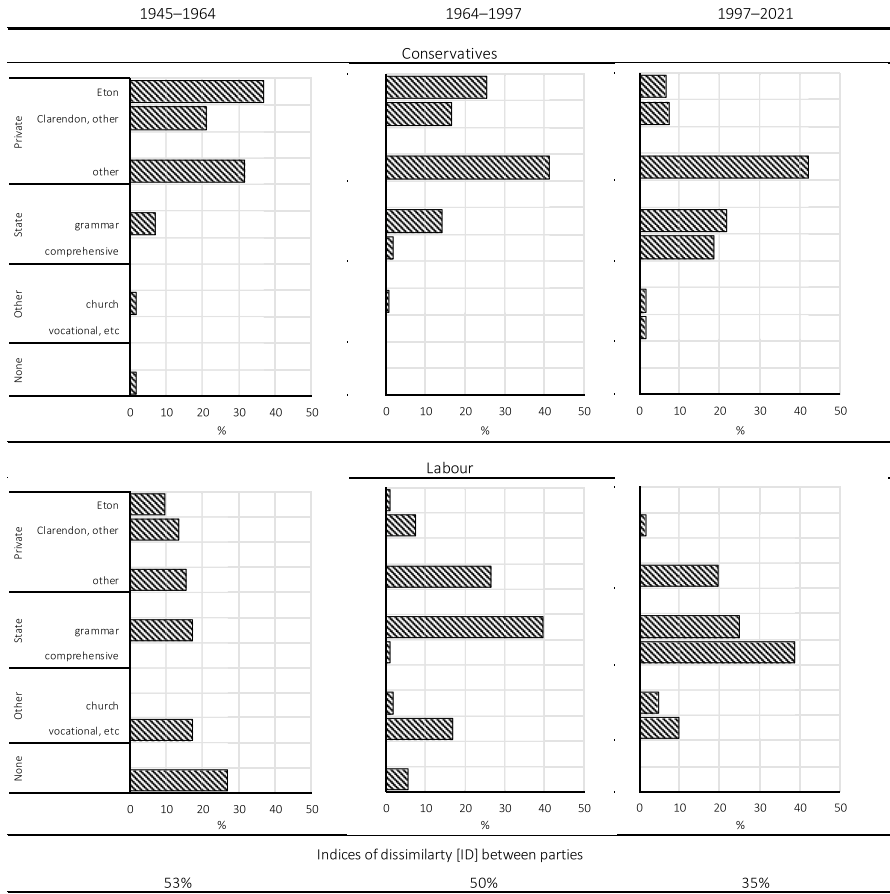 1945–1964 1964–1997 1997–2021
Conservatives
Private
Eton
Clarendon, other
other
State
grammar
comprehensive
Other
church
vocational, etc
None
0 10 20 30 40 50
%
0 10 20 30 40 50
%
0 10 20 30 40 50
%
Labour
Private
Eton
Clarendon, other
other
State
grammar
comprehensive
Other
church
vocational, etc
None
0 10 20 30 40 50
%
0 10 20 30 40 50
%
0 10 20 30 40 50
%
Indices of dissimilarty [ID] between parties
53% 50% 35%